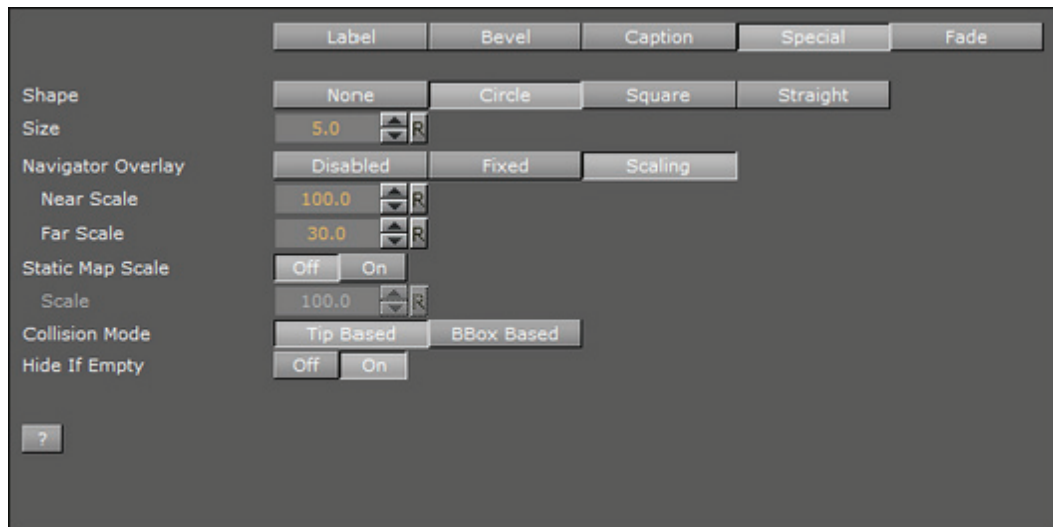 Label Bevel Caption Special Fade
Shape None Circle Square Straight
Size 5.0 R
Navigator Overlay Disabled Fixed Scaling
Near Scale 100.0 R
Far Scale 30.0 R
Static Map Scale Off On
Scale 100.0 R
Collision Mode Tip Based BBox Based
Hide If Empty Off On
?